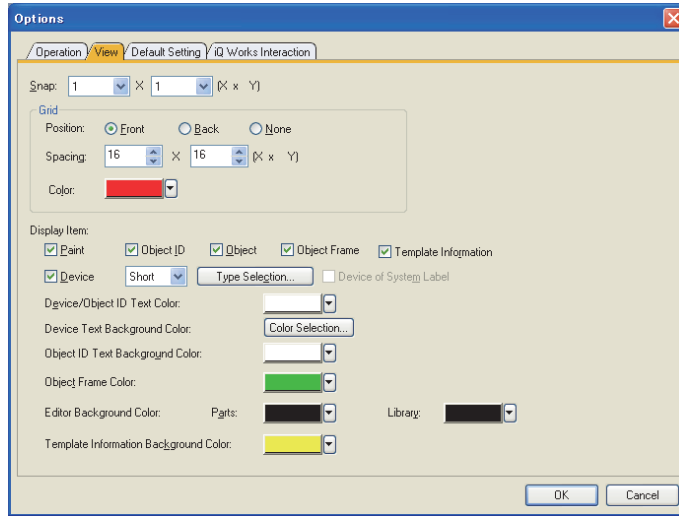 Options
Operation View Default Setting iQ Works Interaction
Snap: 1 X 1 (X x Y)
Grid
Position: Front Back None
Spacing: 16 X 16 (X x Y)
Color:
Display Item:
Paint Object ID Object Object Frame Template Information
Device Short Type Selection... Device of System Label
Device/Object ID Text Color:
Device Text Background Color: Color Selection...
Object ID Text Background Color:
Object Frame Color:
Editor Background Color: Parts: Library:
Template Information Background Color:
OK Cancel